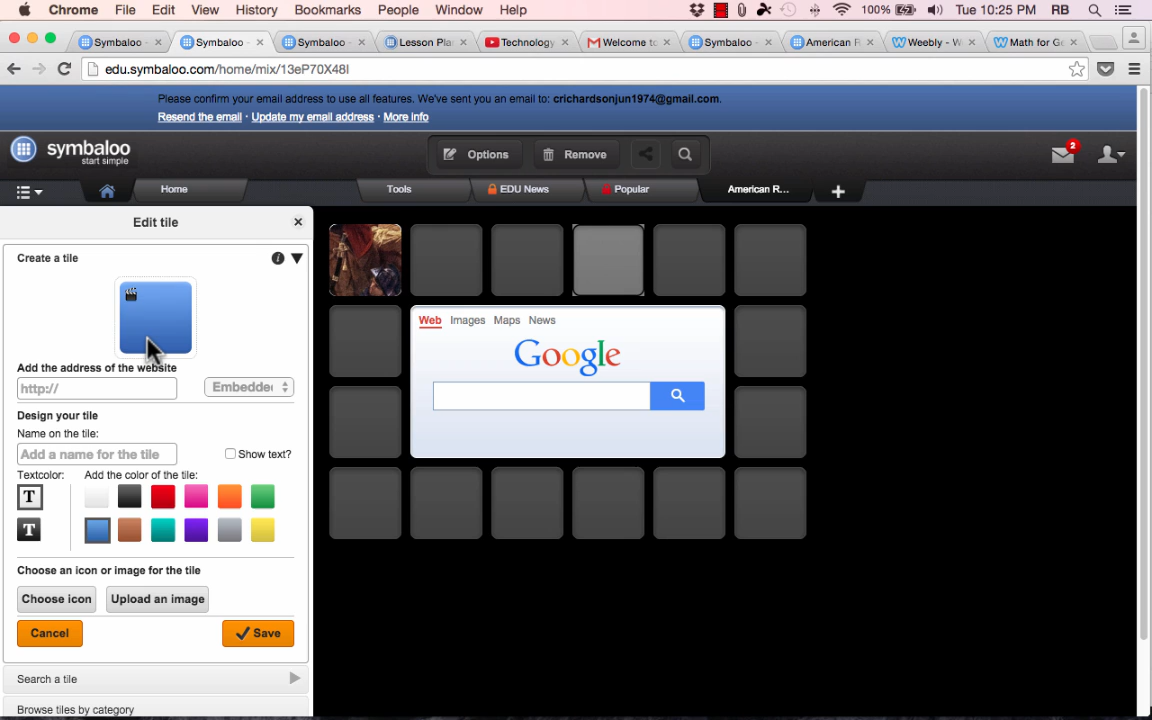 Chrome File Edit View History Bookmarks People Window Help 100% Tue 10:25 PM RB
Symbaloo - Symbaloo - Symbaloo - Lesson Pla Technology Welcome to Symbaloo - American R Weebly - W Math for Ge
edu.symbaloo.com/home/mix/13eP70X48I
Please confirm your email address to use all features. We've sent you an email to: crichardsonjun1974@gmail.com.
Resend the email · Update my email address · More info
symbaloo
start simple
Options Remove 2
Home Tools EDU News Popular American R... +
Edit tile ×
Create a tile i
Add the address of the website
http:// Embedded
Design your tile
Name on the tile:
Add a name for the tile Show text?
Textcolor: Add the color of the tile:
T
T
Choose an icon or image for the tile
Choose icon Upload an image
Cancel Save
Search a tile
Browse tiles by category
Web Images Maps News
Google